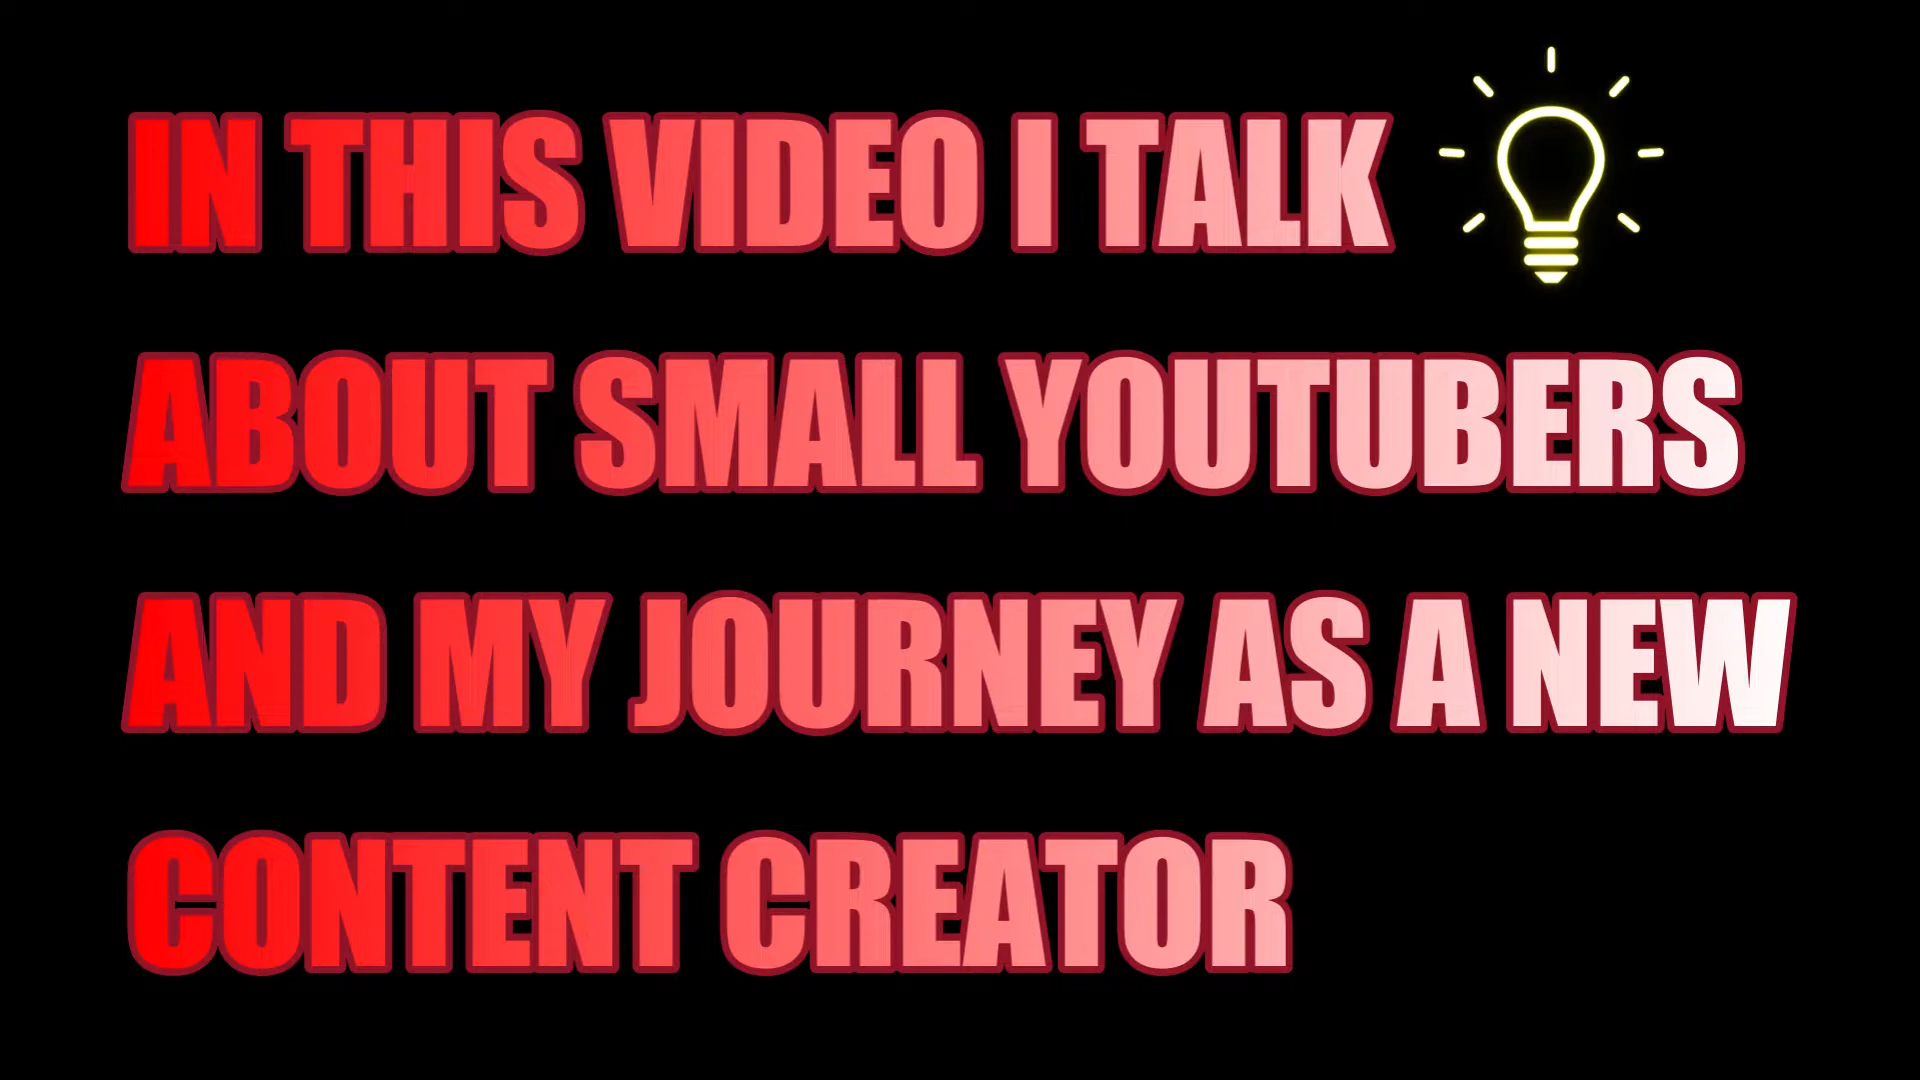 IN THIS VIDEO I TALK
ABOUT SMALL YOUTUBERS
AND MY JOURNEY AS A NEW
CONTENT CREATOR